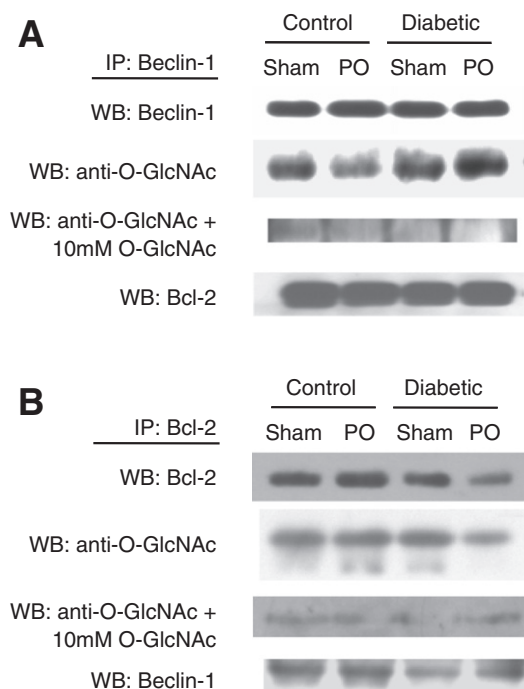 A
Control Diabetic
IP: Beclin-1 Sham PO Sham PO
WB: Beclin-1
WB: anti-O-GlcNAc
WB: anti-O-GlcNAc +
10mM O-GlcNAc
WB: Bcl-2
B
Control Diabetic
IP: Bcl-2 Sham PO Sham PO
WB: Bcl-2
WB: anti-O-GlcNAc
WB: anti-O-GlcNAc +
10mM O-GlcNAc
WB: Beclin-1